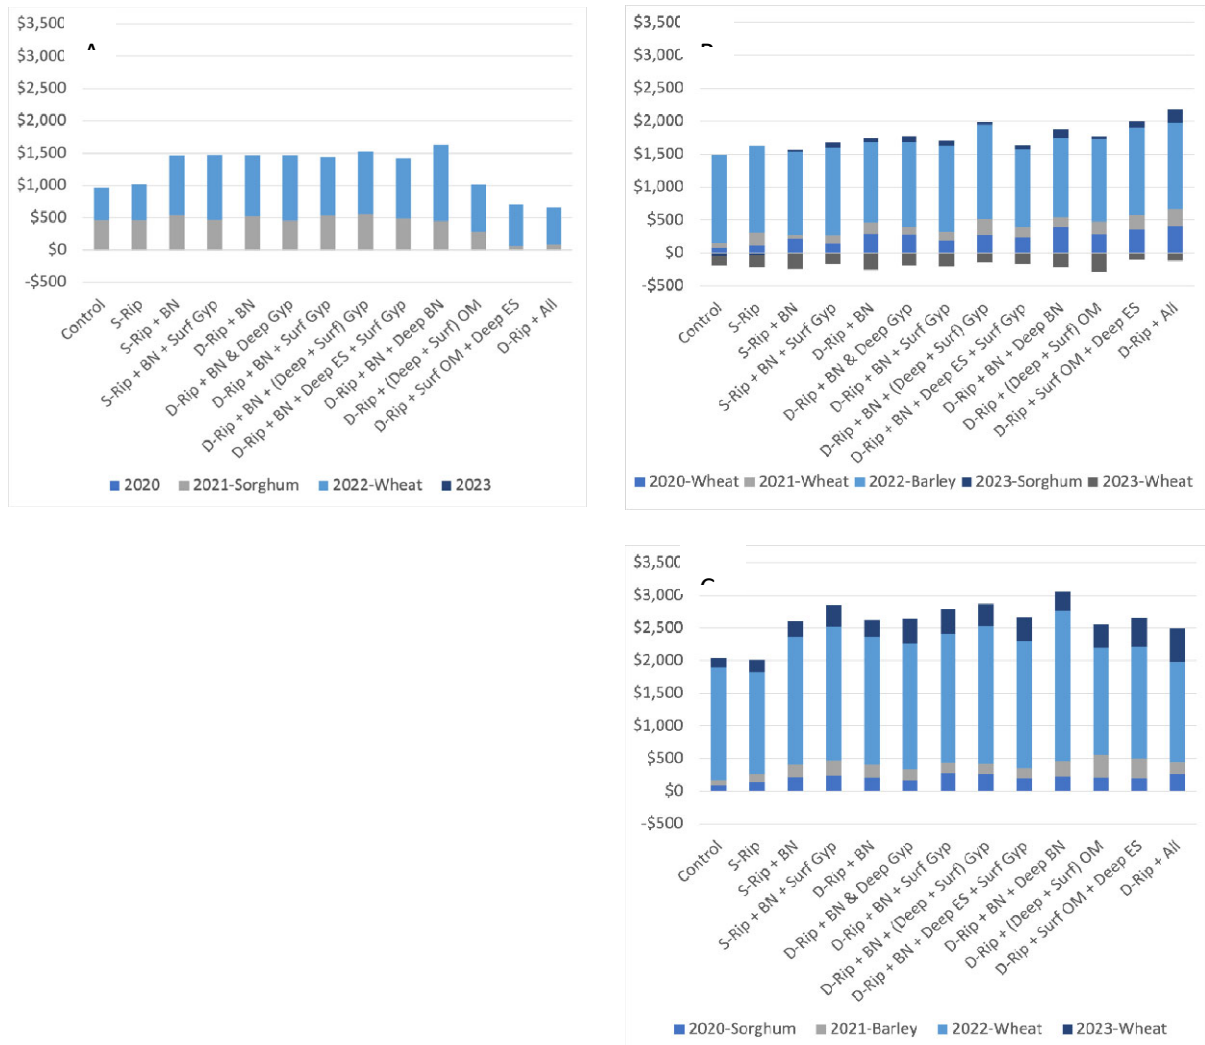 $3,500
$3,000
$2,500
$2,000
$1,500
$1,000
$500
$0
-$500
Control
S-Rip
S-Rip + BN
S-Rip + BN + Surf Gyp
D-Rip + BN
D-Rip + BN & Deep Gyp
D-Rip + BN + Surf Gyp
D-Rip + BN + (Deep + Surf) Gyp
D-Rip + BN + Deep ES + Surf Gyp
D-Rip + BN + Deep BN
D-Rip + (Deep + Surf) OM
D-Rip + Surf OM + Deep ES
D-Rip + All
2020 2021-Sorghum 2022-Wheat 2023
$3,500
$3,000
$2,500
$2,000
$1,500
$1,000
$500
$0
-$500
Control
S-Rip
S-Rip + BN
S-Rip + BN + Surf Gyp
D-Rip + BN
D-Rip + BN & Deep Gyp
D-Rip + BN + Surf Gyp
D-Rip + BN + (Deep + Surf) Gyp
D-Rip + BN + Deep ES + Surf Gyp
D-Rip + BN + Deep BN
D-Rip + (Deep + Surf) OM
D-Rip + Surf OM + Deep ES
D-Rip + All
2020-Wheat 2021-Wheat 2022-Barley 2023-Sorghum 2023-Wheat
$3,500
$3,000
$2,500
$2,000
$1,500
$1,000
$500
$0
-$500
Control
S-Rip
S-Rip + BN
S-Rip + BN + Surf Gyp
D-Rip + BN
D-Rip + BN & Deep Gyp
D-Rip + BN + Surf Gyp
D-Rip + BN + (Deep + Surf) Gyp
D-Rip + BN + Deep ES + Surf Gyp
D-Rip + BN + Deep BN
D-Rip + (Deep + Surf) OM
D-Rip + Surf OM + Deep ES
D-Rip + All
2020-Sorghum 2021-Barley 2022-Wheat 2023-Wheat